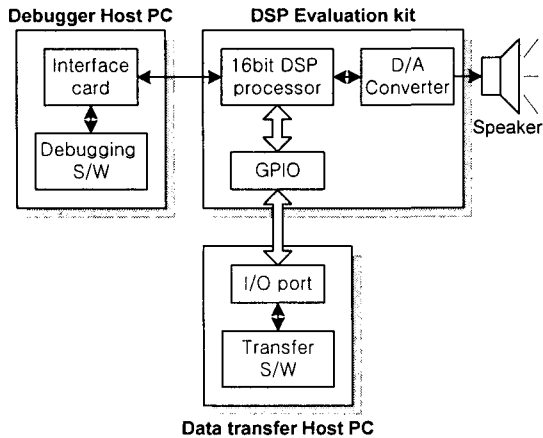 Debugger Host PC
DSP Evaluation kit
Interface
card
16bit DSP
processor
D/A
Converter
Speaker
Debugging
S/W
GPIO
I/O port
Transfer
S/W
Data transfer Host PC